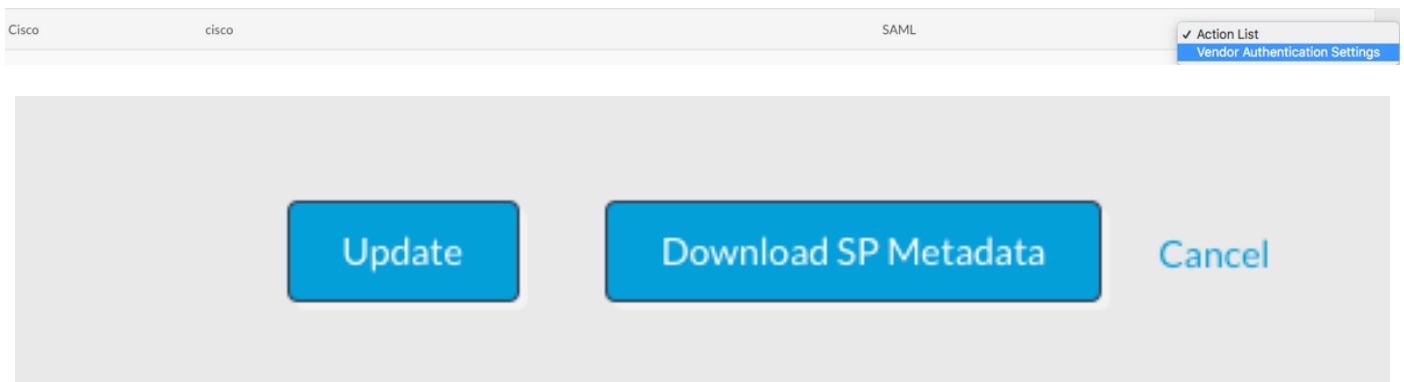 Cisco cisco SAML ✓ Action List
Vendor Authentication Settings
Update Download SP Metadata Cancel